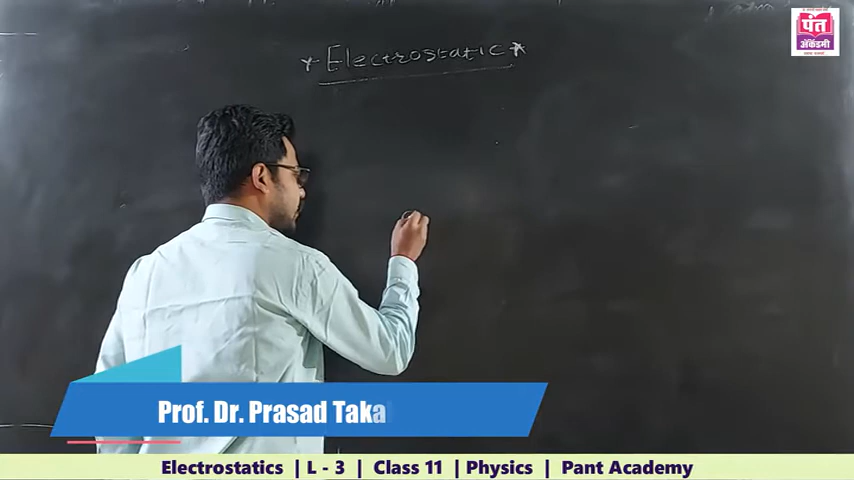 * Electrostatic *
पंत
अ‍ॅकॅडमी
Prof. Dr. Prasad Taka
Electrostatics | L - 3 | Class 11 | Physics | Pant Academy